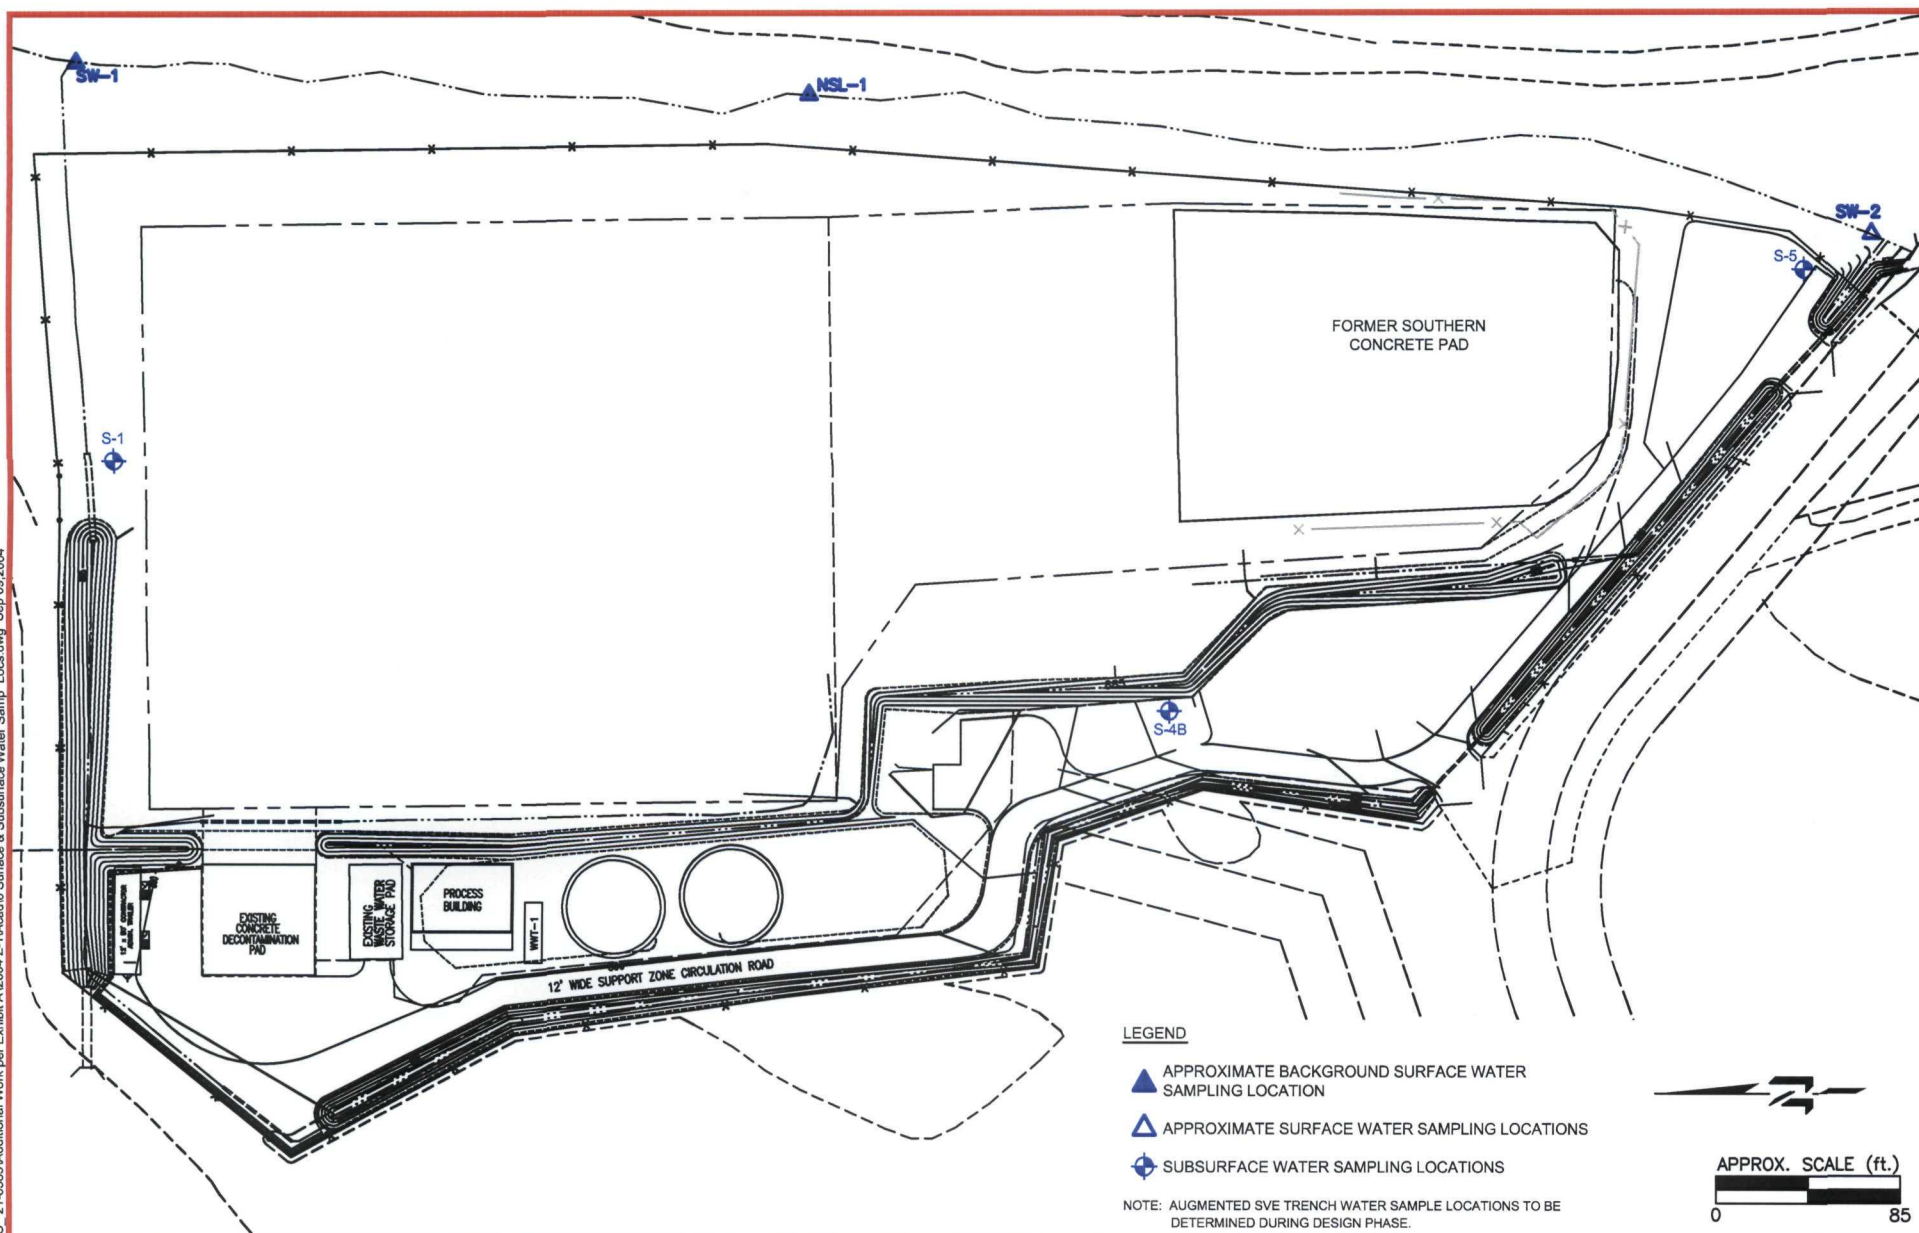 SW-1
NSL-1
SW-2
S-5
FORMER SOUTHERN
CONCRETE PAD
S-1
S-4B
EXISTING
CONCRETE
DECONTAMINATION
PAD
EXISTING
WASTE WATER
STORAGE PAD
PROCESS
BUILDING
WWT-1
12' WIDE SUPPORT ZONE CIRCULATION ROAD
LEGEND
APPROXIMATE BACKGROUND SURFACE WATER
SAMPLING LOCATION
APPROXIMATE SURFACE WATER SAMPLING LOCATIONS
SUBSURFACE WATER SAMPLING LOCATIONS
NOTE: AUGMENTED SVE TRENCH WATER SAMPLE LOCATIONS TO BE
DETERMINED DURING DESIGN PHASE.
Z
APPROX. SCALE (ft.)
0 85